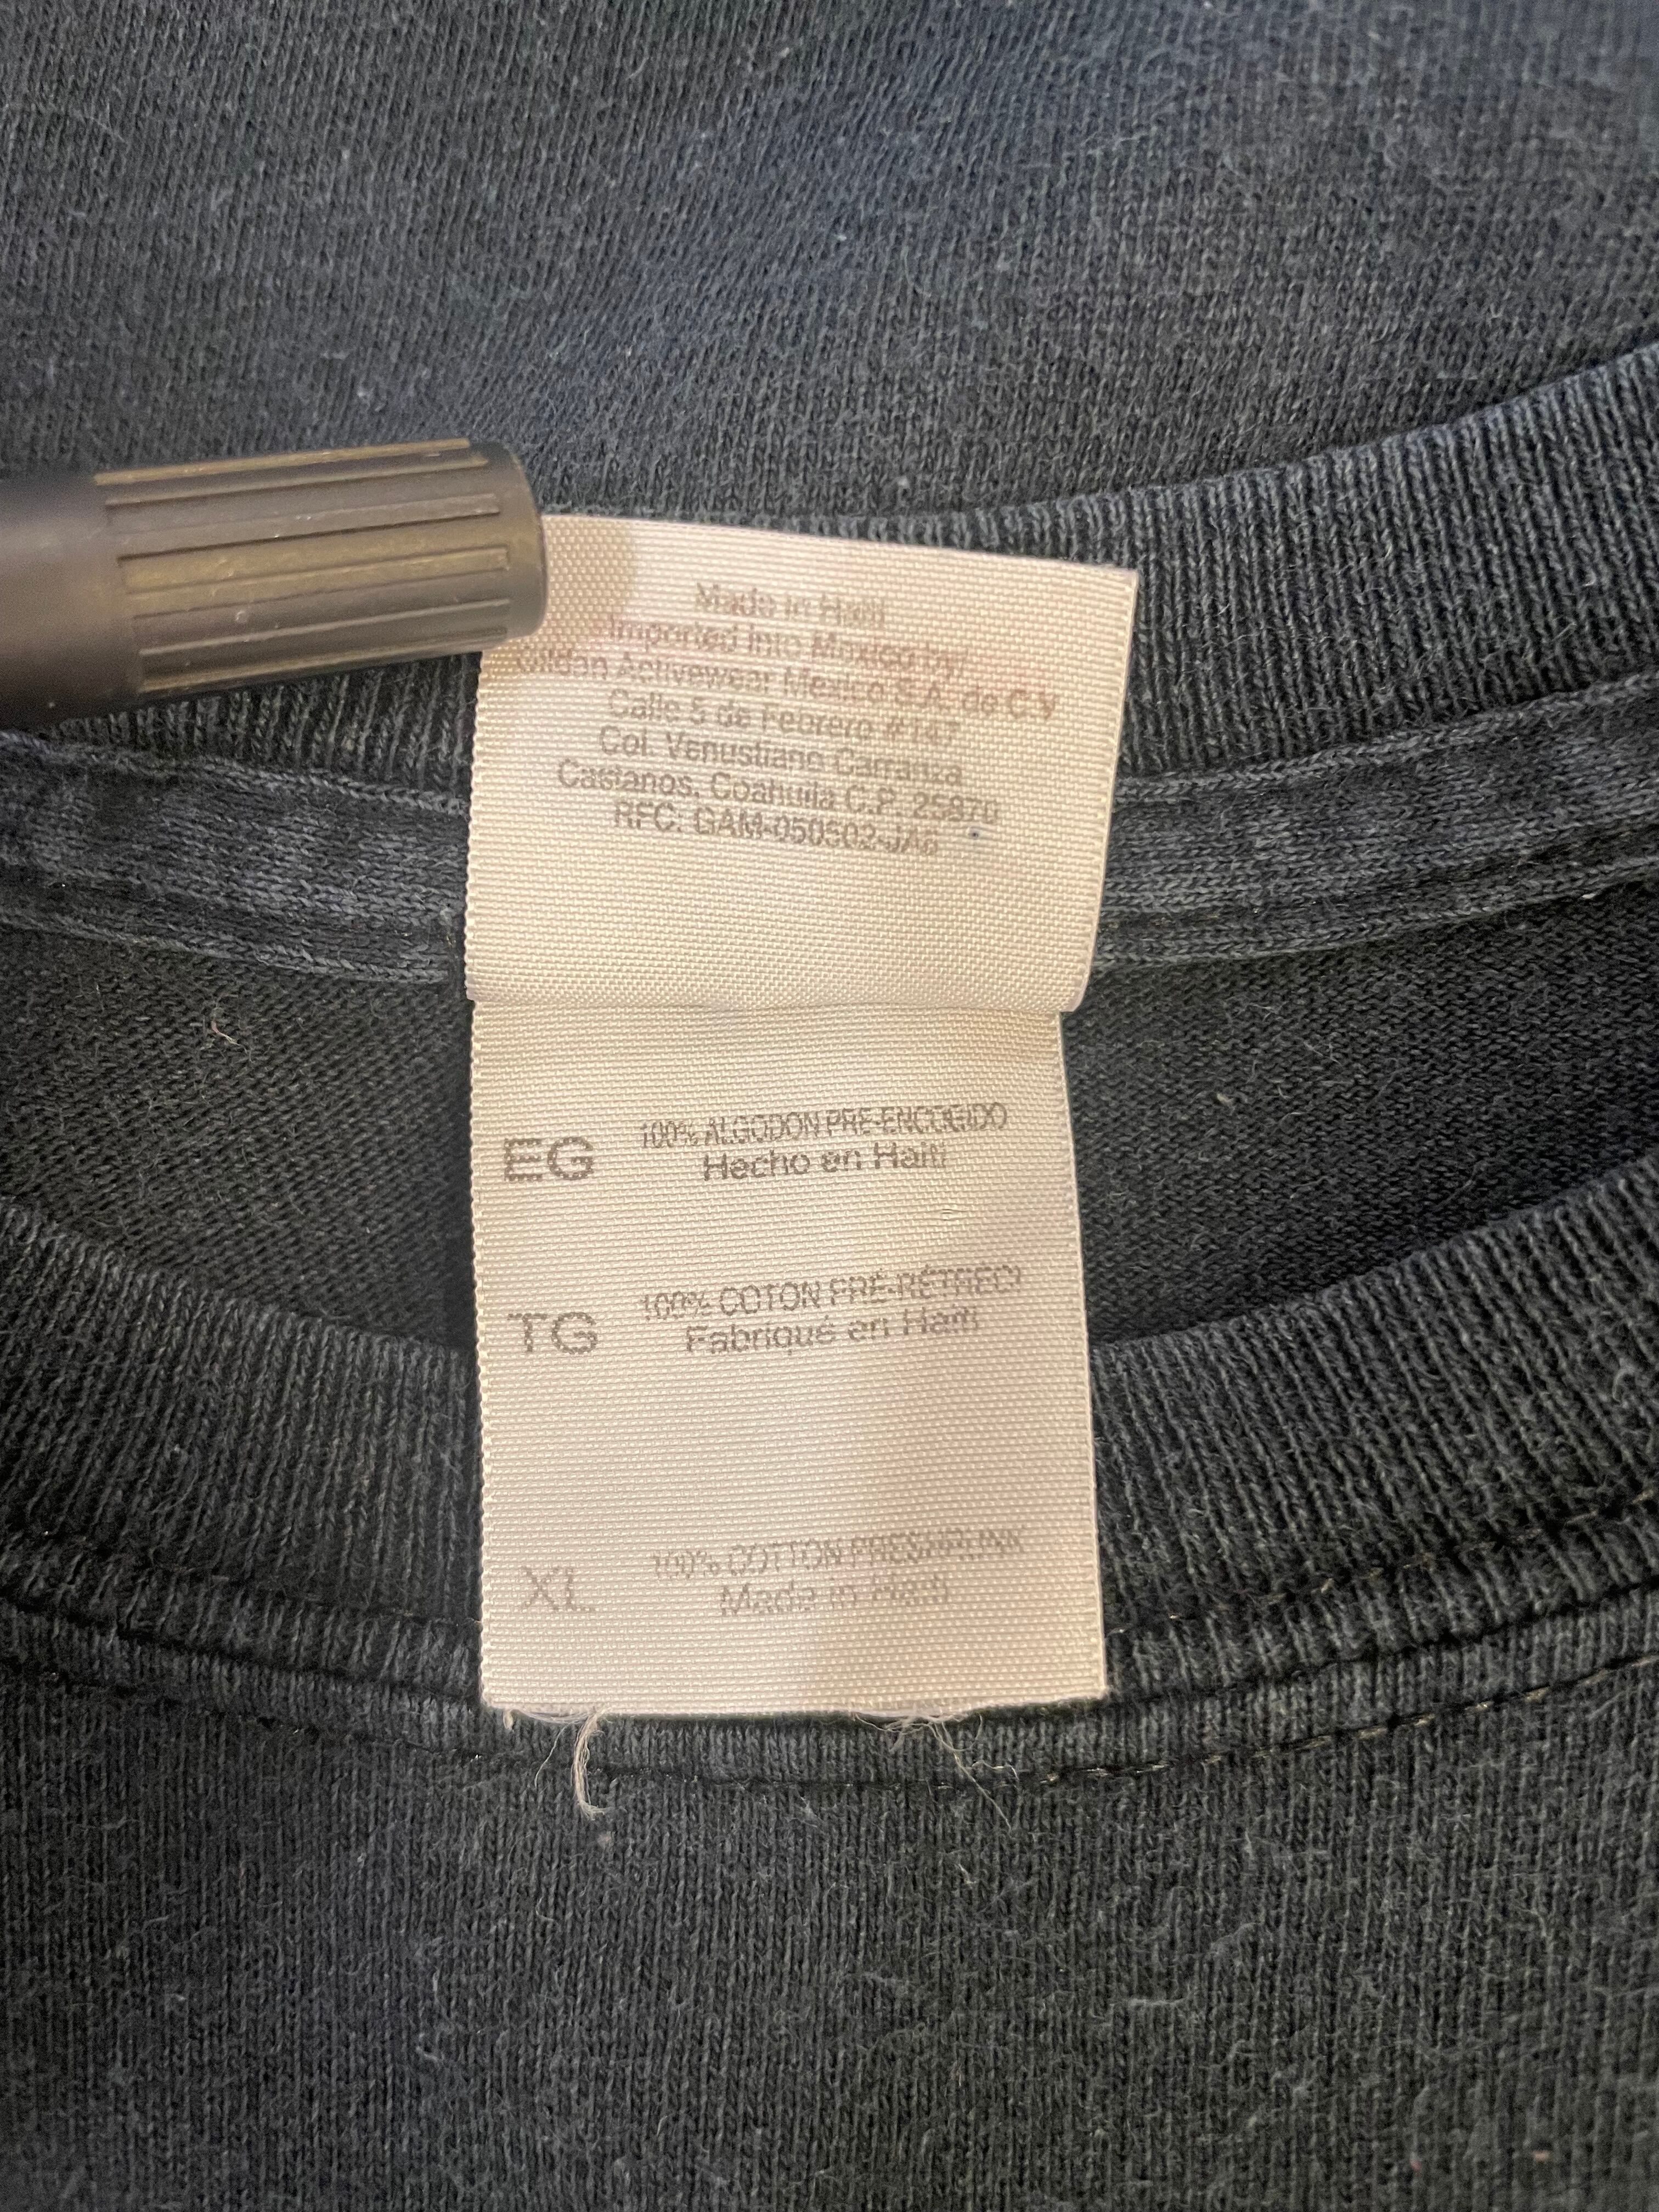 Made in Haiti
Imported into Mexico by:
Gildan Activewear Mexico S.A. de C.V
Calle 5 de Febrero #147
Col. Venustiano Carranza
Castanos, Coahuila C.P. 25870
RFC: GAM-050602-JA6
EG 100% ALGODON PRE-ENCOGIDO
Hecho en Haiti
TG 100% COTON PRÉ-RÉTRÉCI
Fabriqué en Haïti
XL 100% COTTON PRESHRUNK
Made in Haiti